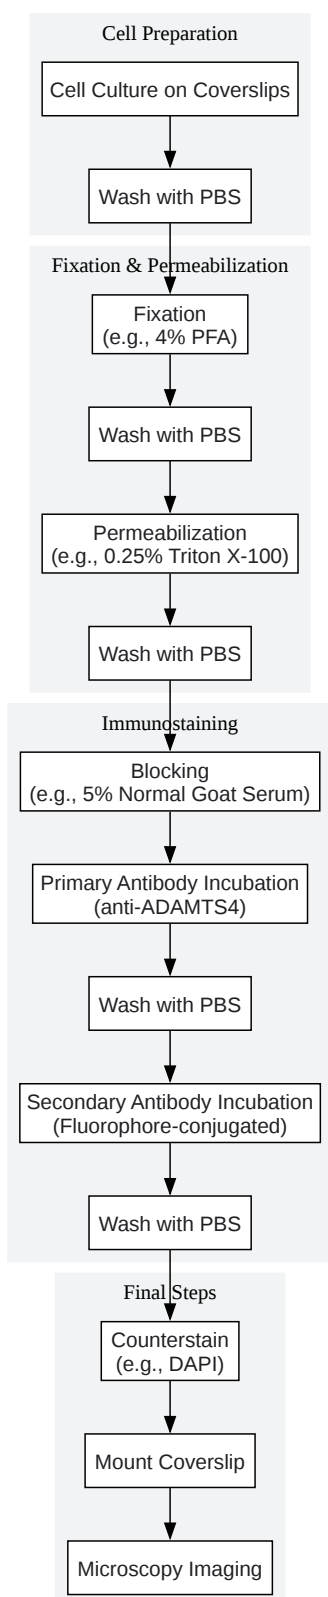 Cell Preparation
Cell Culture on Coverslips
Wash with PBS
Fixation & Permeabilization
Fixation
(e.g., 4% PFA)
Wash with PBS
Permeabilization
(e.g., 0.25% Triton X-100)
Wash with PBS
Immunostaining
Blocking
(e.g., 5% Normal Goat Serum)
Primary Antibody Incubation
(anti-ADAMTS4)
Wash with PBS
Secondary Antibody Incubation
(Fluorophore-conjugated)
Wash with PBS
Final Steps
Counterstain
(e.g., DAPI)
Mount Coverslip
Microscopy Imaging